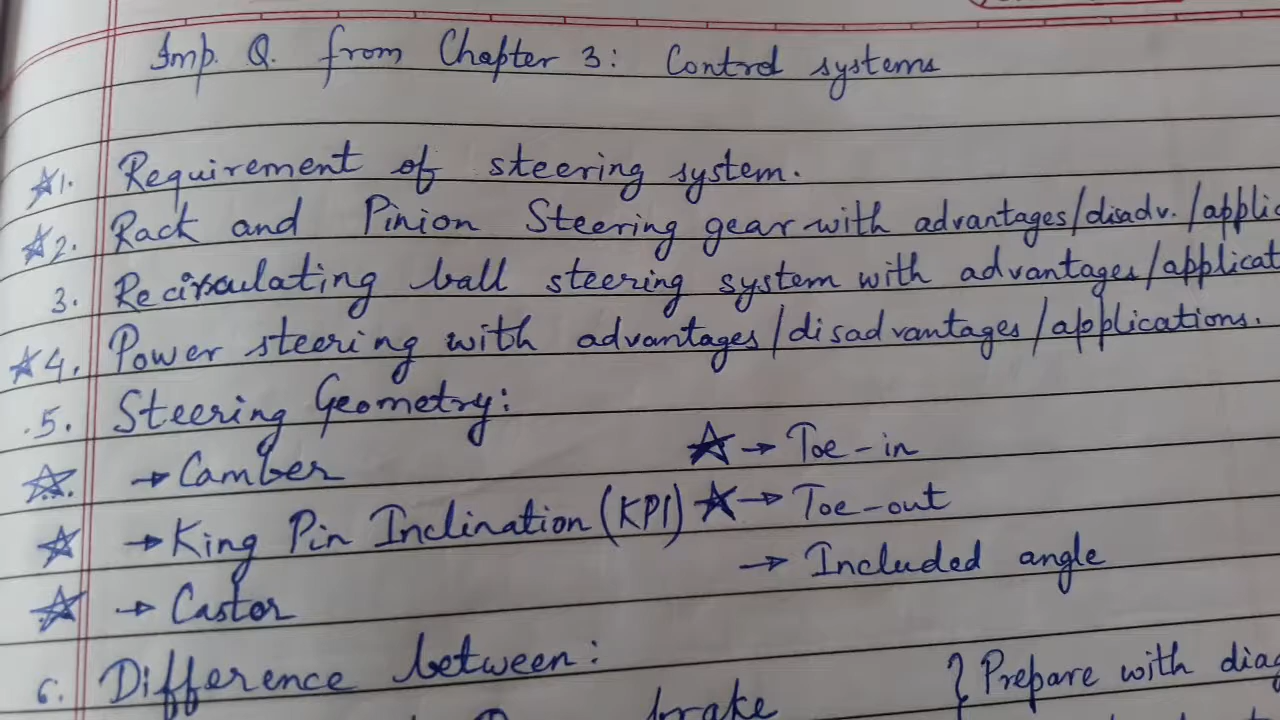 Imp. Q. from Chapter 3: Control systems
☆1. Requirement of steering system.
☆2. Rack and Pinion Steering gear with advantages/disadv./applic
3. Recirculating ball steering system with advantages/applicat
☆4. Power steering with advantages/disadvantages/applications.
5. Steering Geometry:
☆ → Camber
☆ → Toe-in
☆ → King Pin Inclination (KPI)
☆ → Toe-out
→ Included angle
☆ → Castor
6. Difference between:
} Prepare with diag
brake